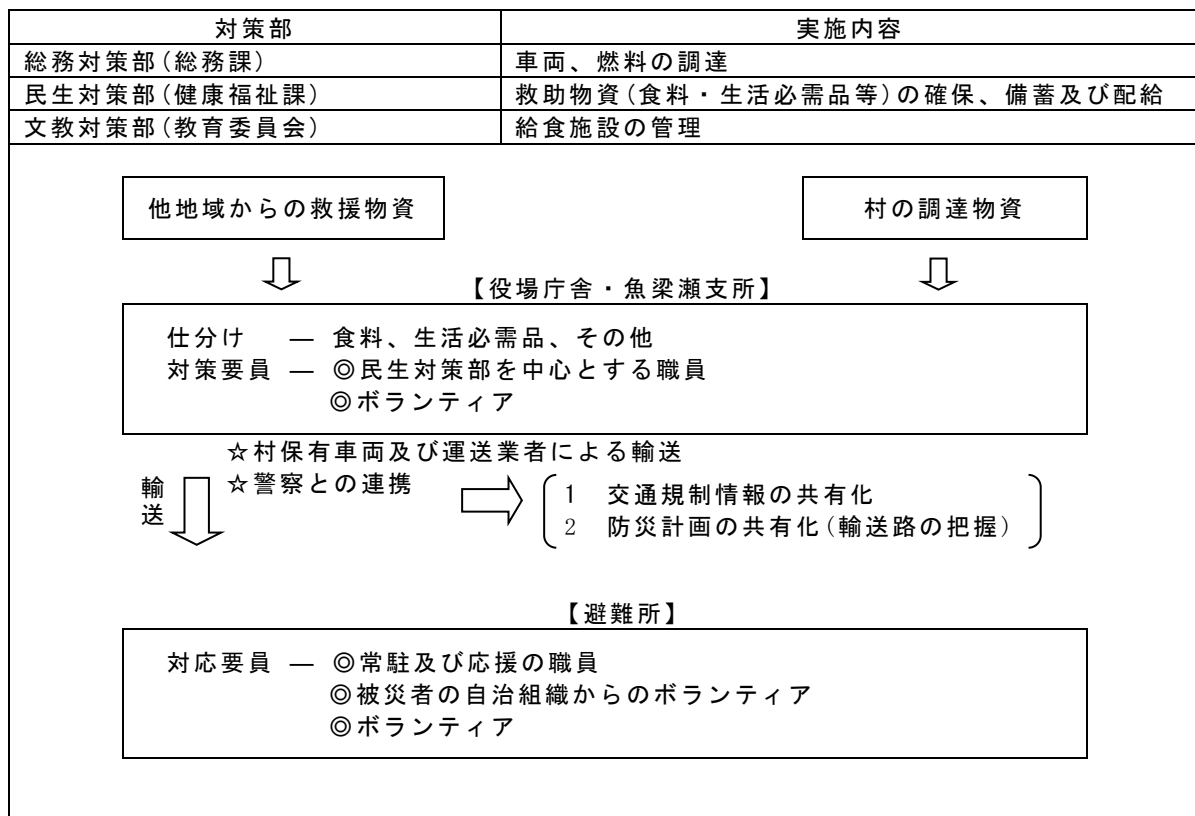 対策部 実施内容
総務対策部(総務課) 車両、燃料の調達
民生対策部(健康福祉課) 救助物資(食料・生活必需品等)の確保、備蓄及び配給
文教対策部(教育委員会) 給食施設の管理
他地域からの救援物資 村の調達物資
【役場庁舎・魚梁瀬支所】
仕分け ― 食料、生活必需品、その他
対策要員 ― ◎民生対策部を中心とする職員
◎ボランティア
☆村保有車両及び運送業者による輸送
輸送 ☆警察との連携
1 交通規制情報の共有化
2 防災計画の共有化(輸送路の把握)
【避難所】
対応要員 ― ◎常駐及び応援の職員
◎被災者の自治組織からのボランティア
◎ボランティア